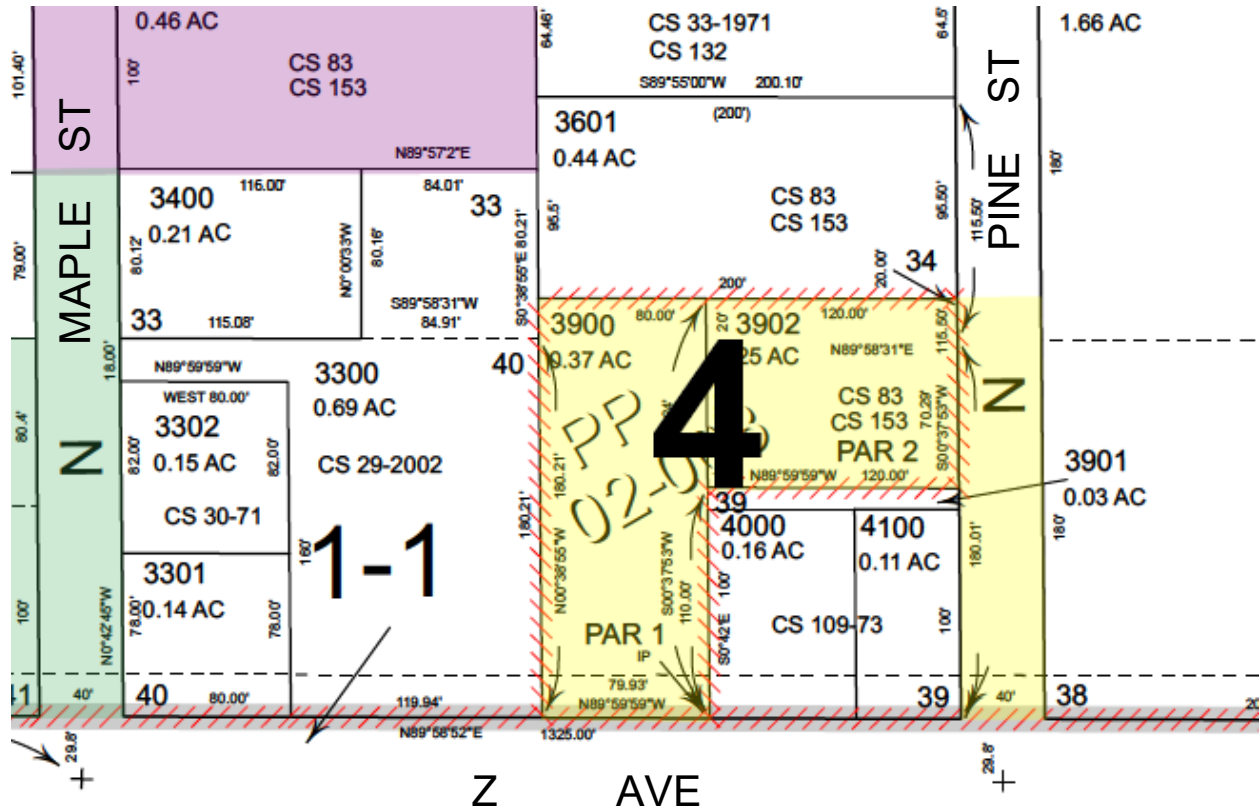 0.46 AC
CS 83
CS 153
100'
101.40'
N89°57'2"E
64.46'
CS 33-1971
CS 132
S89°55'00"W 200.10'
64.5'
1.66 AC
MAPLE ST
PINE ST
(200')
3601
0.44 AC
CS 83
CS 153
95.5'
95.50'
115.50'
180'
20.00'
34
200'
116.00'
84.01'
33
3400
0.21 AC
80.12'
79.00'
N0°00'33"W
80.16'
S0°38'55"E 80.21'
S89°58'31"W
84.91'
33
115.08'
18.00'
N89°59'59"W
WEST 80.00'
3302
0.15 AC
82.00'
82.00'
CS 30-71
80.4'
N
3300
0.69 AC
40
CS 29-2002
180.21'
160'
1-1
3301
0.14 AC
78.00'
78.00'
N0°42'45"W
100'
41
40'
40
80.00'
119.94'
3900
0.37 AC
80.00'
20'
3902
25 AC
120.00'
N89°58'31"E
115.50'
4
CS 83
CS 153
PAR 2
70.29'
S00°37'53"W
N89°59'59"W 120.00'
N
PP
180.21'
N00°38'55"W
S00°37'53"W
110.00'
PAR 1
IP
79.93'
N89°59'59"W
39
3901
0.03 AC
4000
0.16 AC
4100
0.11 AC
100'
S0°42'E
CS 109-73
100'
180.01'
180'
39
40'
38
20
N89°58'52"E 1325.00'
29.8'
29.8'
Z AVE